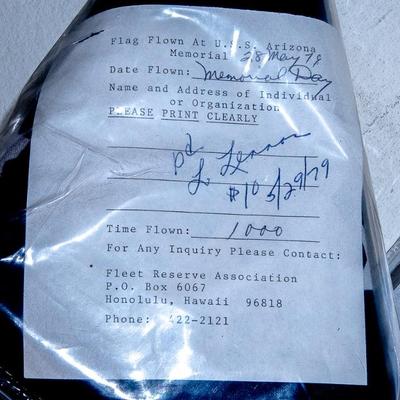 Flag Flown At U.S.S. Arizona
Memorial 28 May 79
Date Flown: Memorial Day
Name and Address of Individual
or Organization
PLEASE PRINT CLEARLY
pd
L. Lennon
$10 5/29/79
Time Flown: 1000
For Any Inquiry Please Contact:
Fleet Reserve Association
P.O. Box 6067
Honolulu, Hawaii 96818
Phone: 422-2121